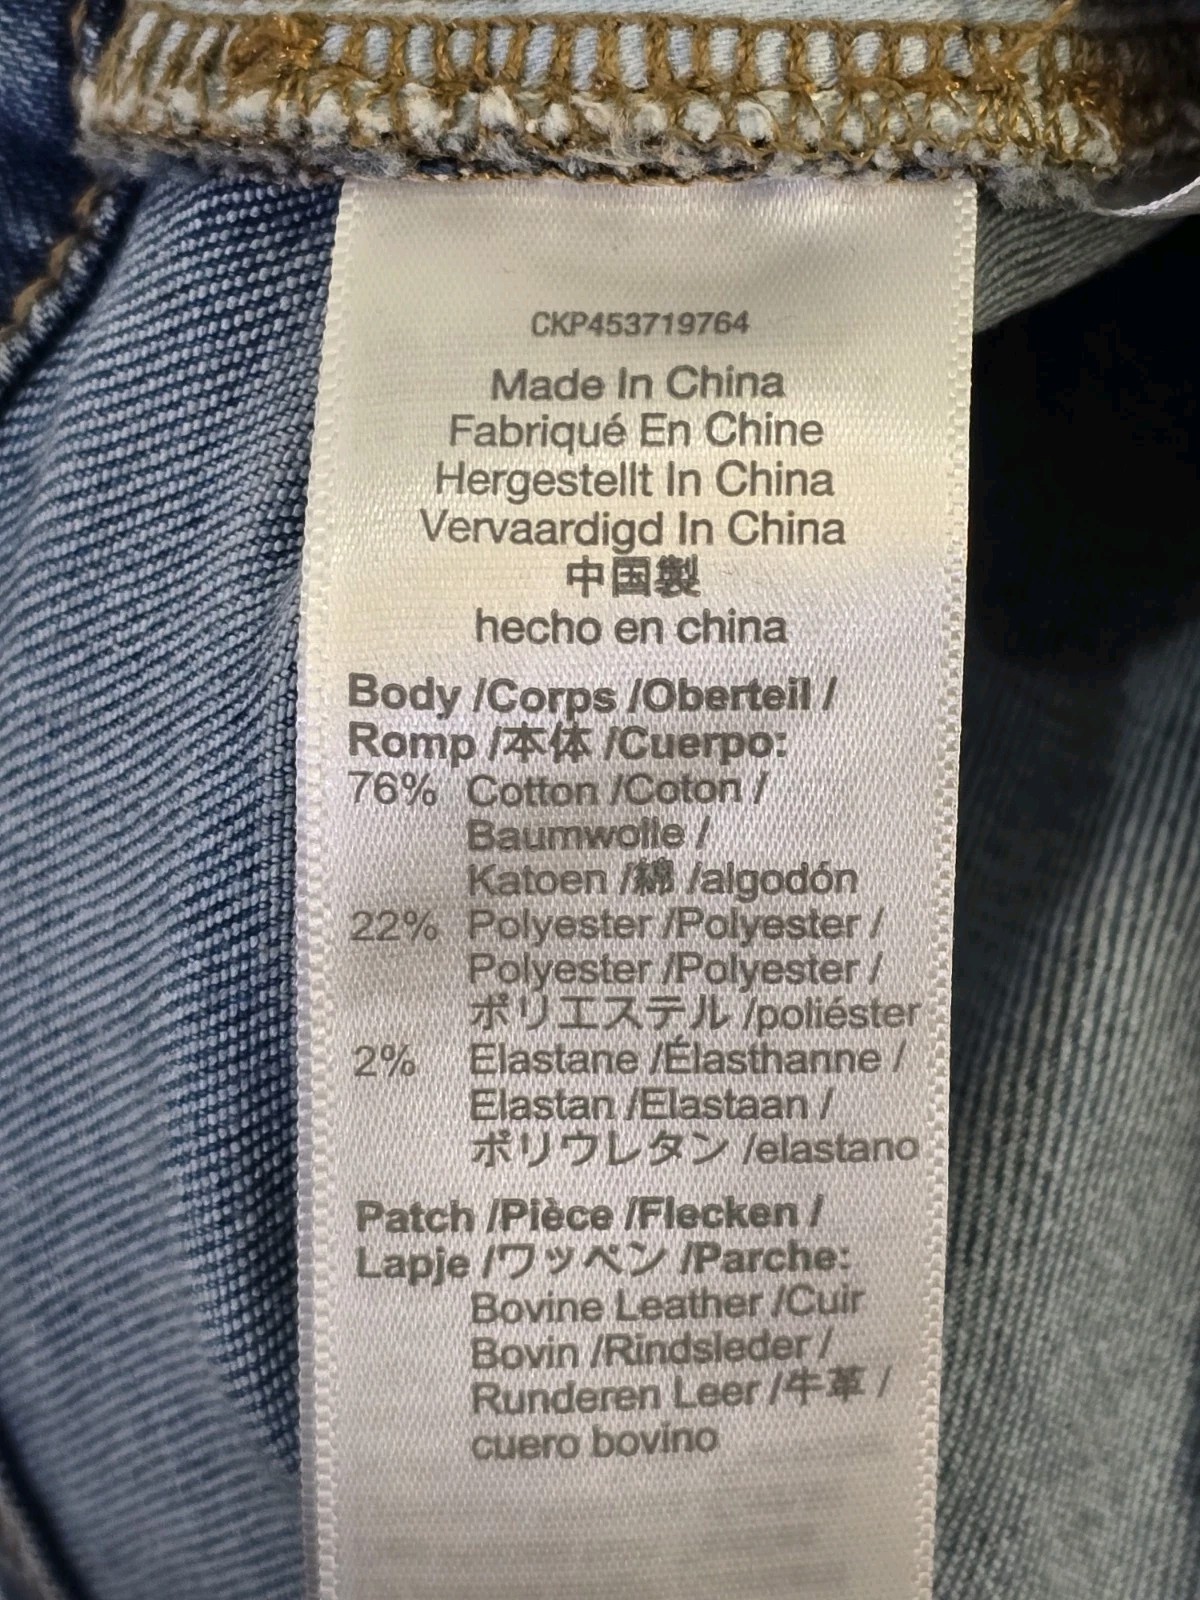 CKP453719764
Made In China
Fabriqué En Chine
Hergestellt In China
Vervaardigd In China
中国製
hecho en china
Body /Corps /Oberteil /
Romp /本体 /Cuerpo:
76% Cotton /Coton /
Baumwolle /
Katoen /綿 /algodón
22% Polyester /Polyester /
Polyester /Polyester /
ポリエステル /poliéster
2% Elastane /Élasthanne /
Elastan /Elastaan /
ポリウレタン /elastano
Patch /Pièce /Flecken /
Lapje /ワッペン /Parche:
Bovine Leather /Cuir
Bovin /Rindsleder /
Runderen Leer /牛革 /
cuero bovino